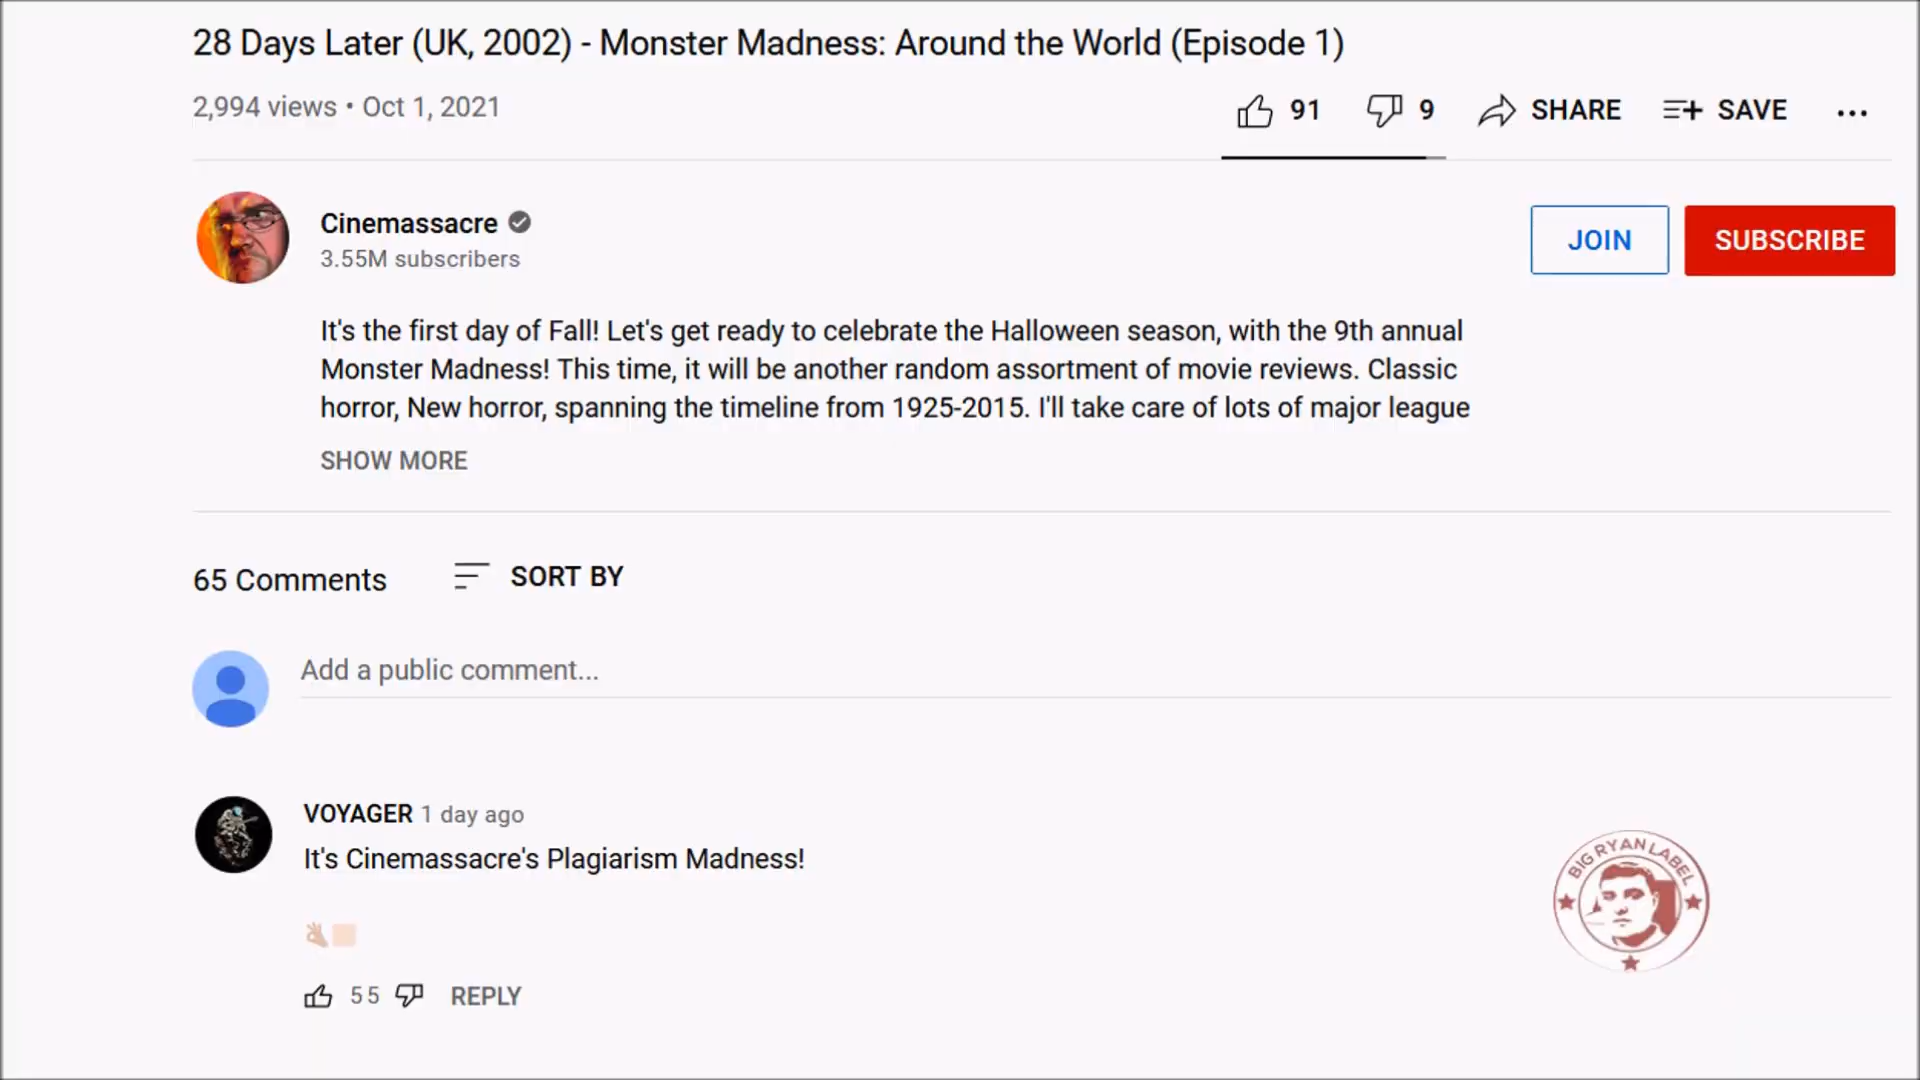 28 Days Later (UK, 2002) - Monster Madness: Around the World (Episode 1)
2,994 views • Oct 1, 2021
91 9 SHARE SAVE ...
Cinemassacre
3.55M subscribers
JOIN SUBSCRIBE
It's the first day of Fall! Let's get ready to celebrate the Halloween season, with the 9th annual
Monster Madness! This time, it will be another random assortment of movie reviews. Classic
horror, New horror, spanning the timeline from 1925-2015. I'll take care of lots of major league
SHOW MORE
65 Comments SORT BY
Add a public comment...
VOYAGER 1 day ago
It's Cinemassacre's Plagiarism Madness!
BIG RYAN LABEL
55 REPLY